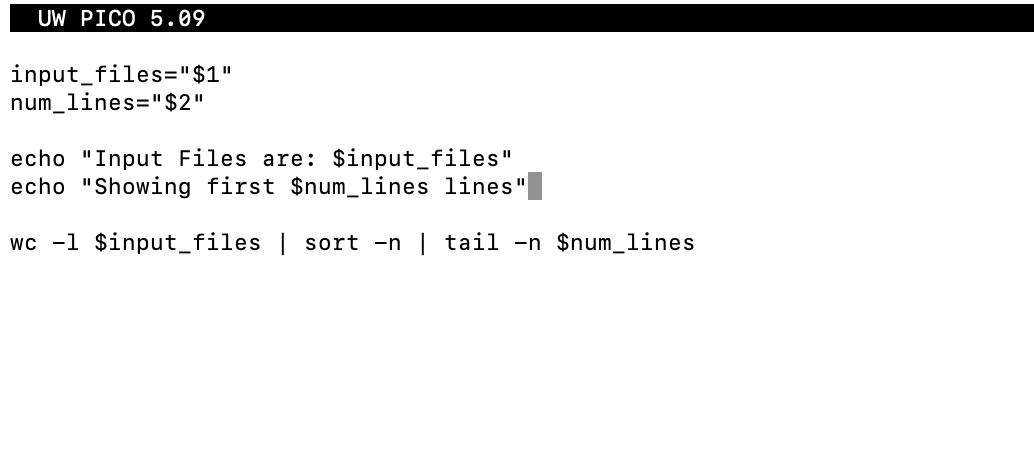 UW PICO 5.09
input_files="$1"
num_lines="$2"
echo "Input Files are: $input_files"
echo "Showing first $num_lines lines"
wc -l $input_files | sort -n | tail -n $num_lines